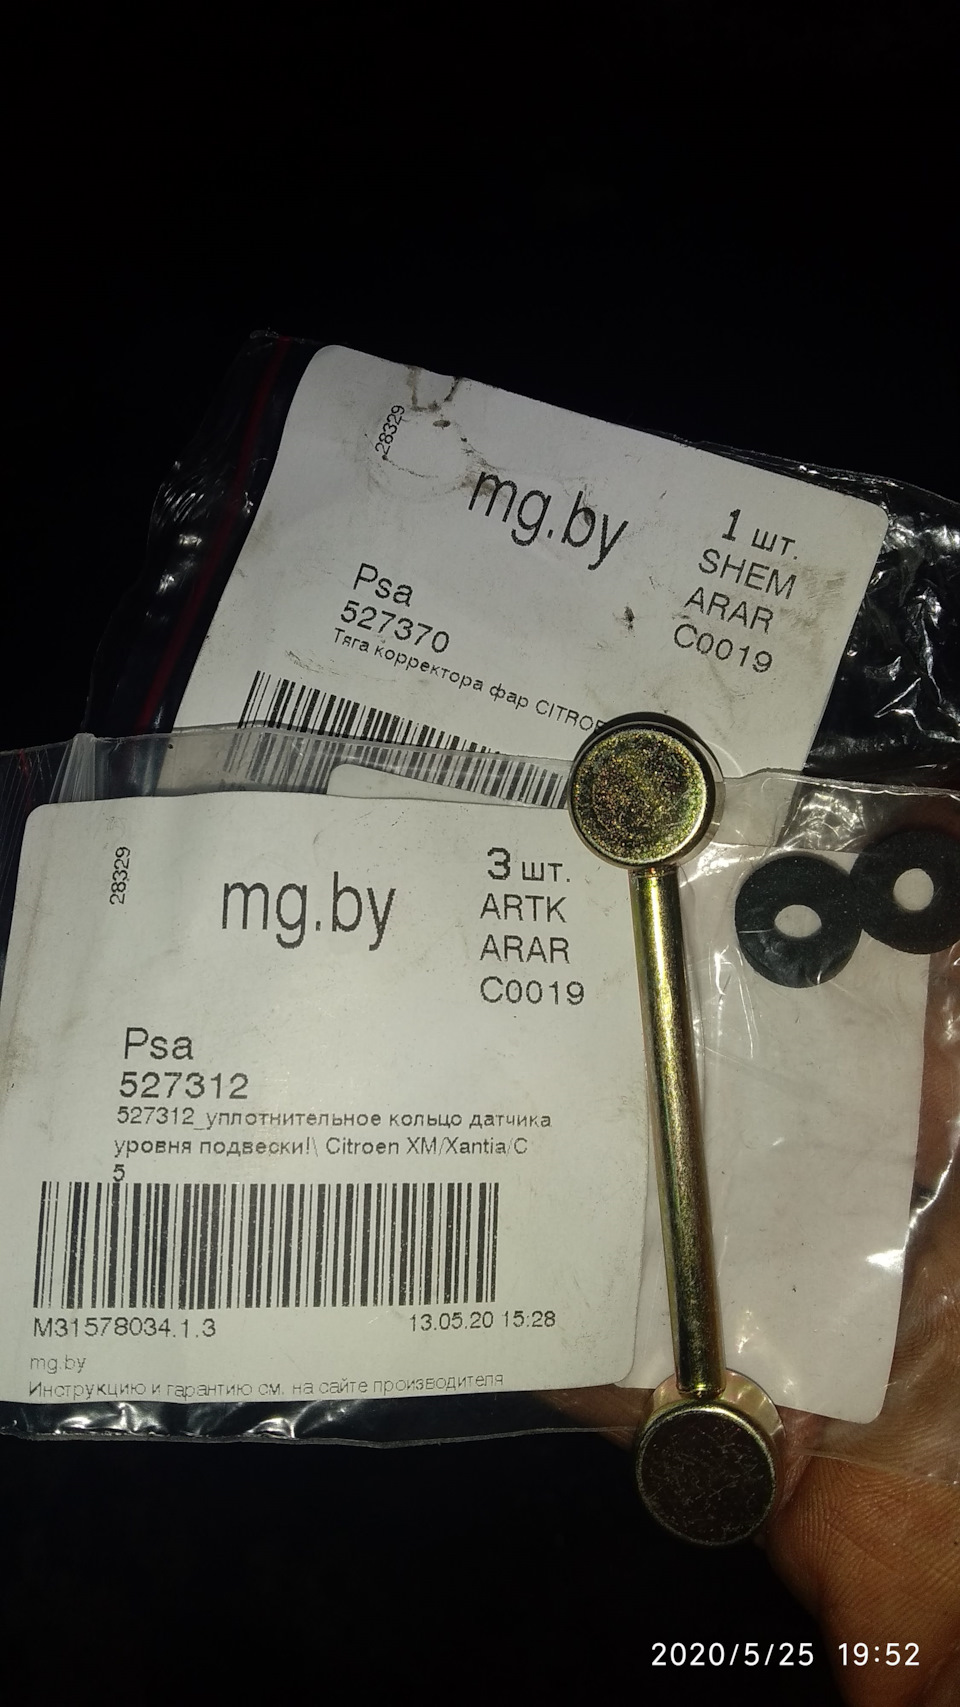 28329
mg.by
1 шт.
SHEM
ARAR
C0019
Psa
527370
Тяга корректора фар
28329
mg.by
3 шт.
ARTK
ARAR
C0019
Psa
527312
527312_уплотнительное кольцо датчика
уровня подвески!\ Citroen XM/Xantia/C
5
M31578034.1.3
13.05.20 15:28
mg.by
Инструкцию и гарантию см. на сайте производителя
2020/5/25 19:52